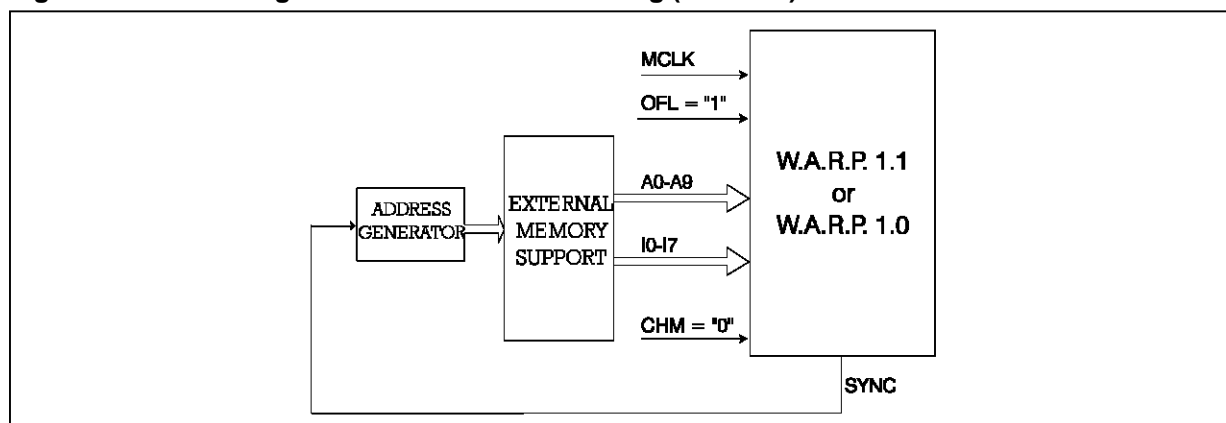 MCLK
OFL = "1"
W.A.R.P. 1.1
or
W.A.R.P. 1.0
A0-A9
ADDRESS
GENERATOR
EXTERNAL
MEMORY
SUPPORT
I0-I7
CHM = "0"
SYNC